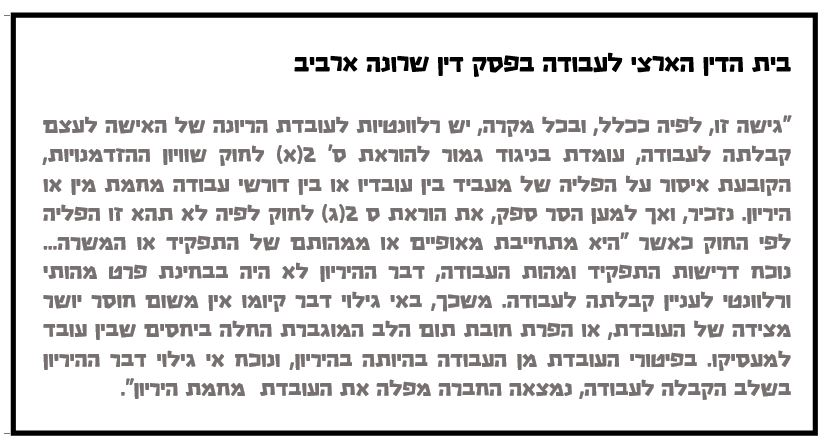 בית הדין הארצי לעבודה בפסק דין שרונה ארביב
"גישה זו, לפיה ככלל, ובכל מקרה, יש רלוונטיות לעובדת הריונה של האישה לעצם
קבלתה לעבודה, עומדת בניגוד גמור להוראת ס' 2(א) לחוק שוויון ההזדמנויות,
הקובעת איסור על הפליה של מעביד בין עובדיו או בין דורשי עבודה מחמת מין או
היריון. נזכיר, ואך למען הסר ספק, את הוראת ס 2(ג) לחוק לפיה לא תהא זו הפליה
לפי החוק כאשר "היא מתחייבת מאופיים או ממהותם של התפקיד או המשרה...
נוכח דרישות התפקיד ומהות העבודה, דבר ההיריון לא היה בבחינת פרט מהותי
ורלוונטי לעניין קבלתה לעבודה. משכך, באי גילוי דבר קיומו אין משום חוסר יושר
מצידה של העובדת, או הפרת חובת תום הלב המוגברת החלה ביחסים שבין עובד
למעסיקו. בפיטורי העובדת מן העבודה בהיותה בהיריון, ונוכח אי גילוי דבר ההיריון
בשלב הקבלה לעבודה, נמצאה החברה מפלה את העובדת מחמת היריון".